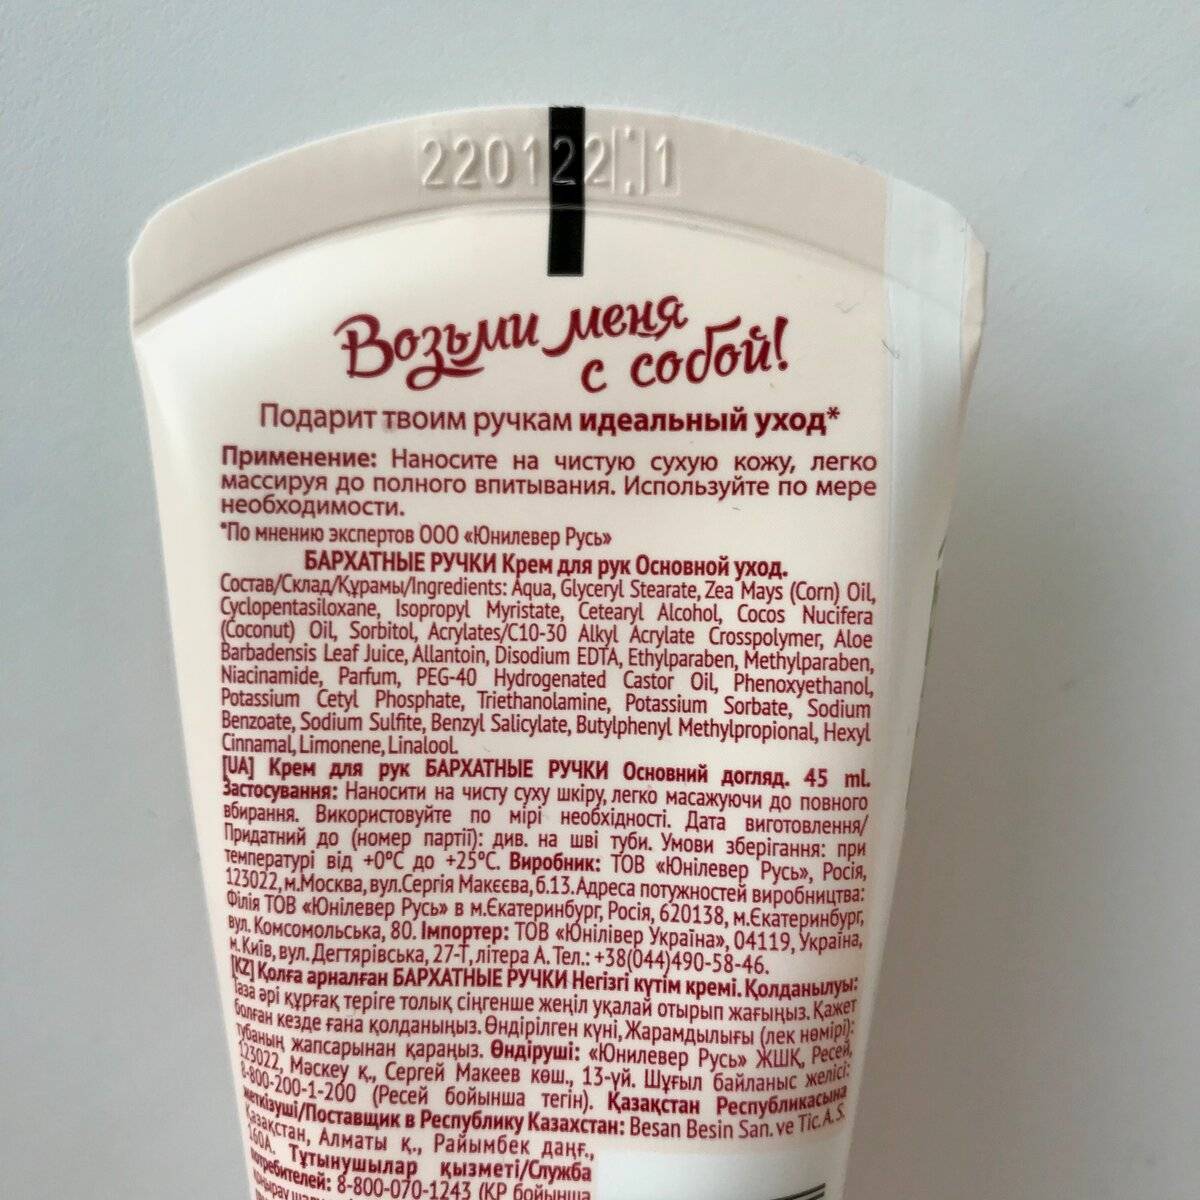 220122 1
Возьми меня
с собой!
Подарит твоим ручкам идеальный уход*
Применение: Наносите на чистую сухую кожу, легко
массируя до полного впитывания. Используйте по мере
необходимости.
*По мнению экспертов ООО «Юнилевер Русь»
БАРХАТНЫЕ РУЧКИ Крем для рук Основной уход.
Состав/Склад/Құрамы/Ingredients: Aqua, Glyceryl Stearate, Zea Mays (Corn) Oil,
Cyclopentasiloxane, Isopropyl Myristate, Cetearyl Alcohol, Cocos Nucifera
(Coconut) Oil, Sorbitol, Acrylates/C10-30 Alkyl Acrylate Crosspolymer, Aloe
Barbadensis Leaf Juice, Allantoin, Disodium EDTA, Ethylparaben, Methylparaben,
Niacinamide, Parfum, PEG-40 Hydrogenated Castor Oil, Phenoxyethanol,
Potassium Cetyl Phosphate, Triethanolamine, Potassium Sorbate, Sodium
Benzoate, Sodium Sulfite, Benzyl Salicylate, Butylphenyl Methylpropional, Hexyl
Cinnamal, Limonene, Linalool.
[UA] Крем для рук БАРХАТНЫЕ РУЧКИ Основний догляд. 45 ml.
Застосування: Наносити на чисту суху шкіру, легко масажуючи до повного
вбирання. Використовуйте по мірі необхідності. Дата виготовлення/
Придатний до (номер партії): див. на шві туби. Умови зберігання: при
температурі від +0°C до +25°C. Виробник: ТОВ «Юнілевер Русь», Росія,
123022, м.Москва, вул.Сергія Макєєва, б.13. Адреса потужностей виробництва:
Філія ТОВ «Юнілевер Русь» в м.Єкатеринбург, Росія, 620138, м.Єкатеринбург,
вул. Комсомольська, 80. Імпортер: ТОВ «Юнілівер Україна», 04119, Україна,
м.Київ, вул. Дегтярівська, 27-Т, літера А. Тел.: +38(044)490-58-46.
[KZ] Қолға арналған БАРХАТНЫЕ РУЧКИ Негізгі күтім кремі. Қолданылуы:
Таза әрі құрғақ теріге толық сіңгенше жеңіл уқалай отырып жағыңыз. Қажет
болған кезде ғана қолданыңыз. Өндірілген күні, Жарамдылығы (лек нөмірі):
тубаның жапсарынан қараңыз. Өндіруші: «Юнилевер Русь» ЖШҚ, Ресей,
123022, Мәскеу қ., Сергей Макеев көш., 13-үй. Шұғыл байланыс желісі:
8-800-200-1-200 (Ресей бойынша тегін). Қазақстан Республикасына
жеткізуші/Поставщик в Республику Казахстан: Besan Besin San. ve Tic. A.S.
Қазақстан, Алматы қ., Райымбек даңғ.,
160А. Тұтынушылар қызметі/Служба
потребителей: 8-800-070-1243 (ҚР бойынша